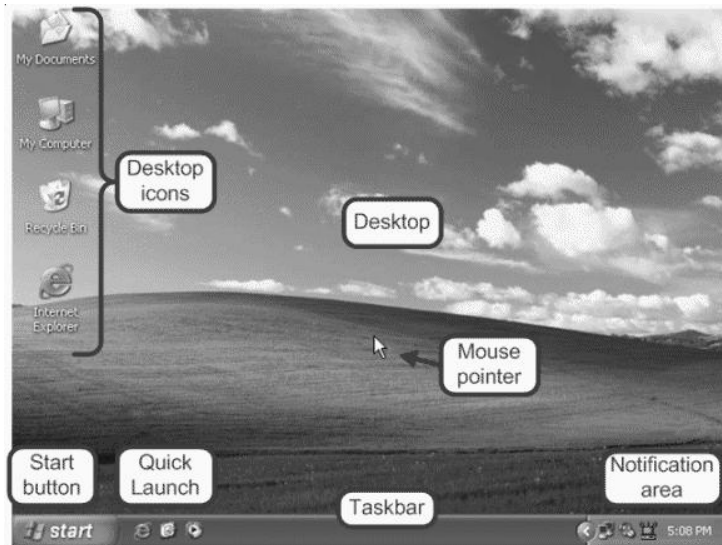 My Documents
My Computer
Desktop
icons
Recycle Bin
Desktop
Internet
Explorer
Mouse
pointer
Start
button
Quick
Launch
Notification
area
Taskbar
start
5:08 PM